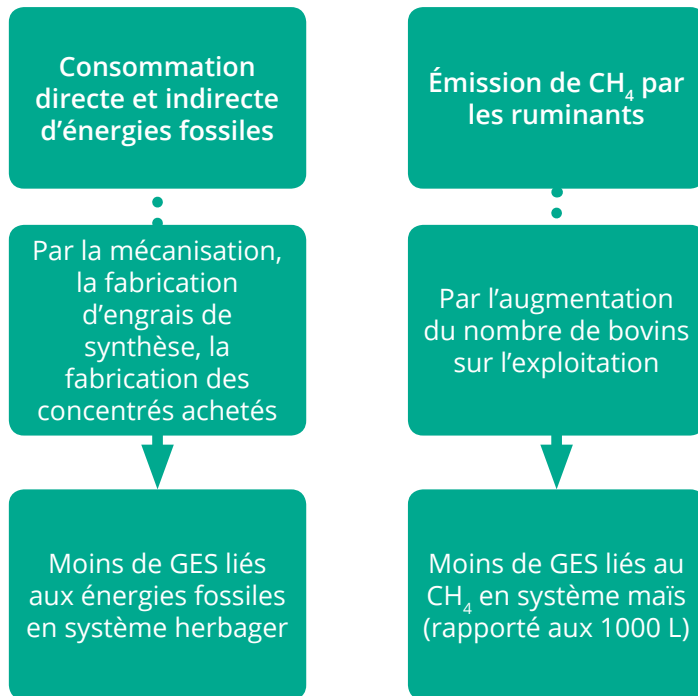 Consommation
directe et indirecte
d’énergies fossiles
Par la mécanisation,
la fabrication
d’engrais de
synthèse, la
fabrication des
concentrés achetés
Moins de GES liés
aux énergies fossiles
en système herbager
Émission de CH₄ par
les ruminants
Par l’augmentation
du nombre de bovins
sur l’exploitation
Moins de GES liés au
CH₄ en système maïs
(rapporté aux 1000 L)